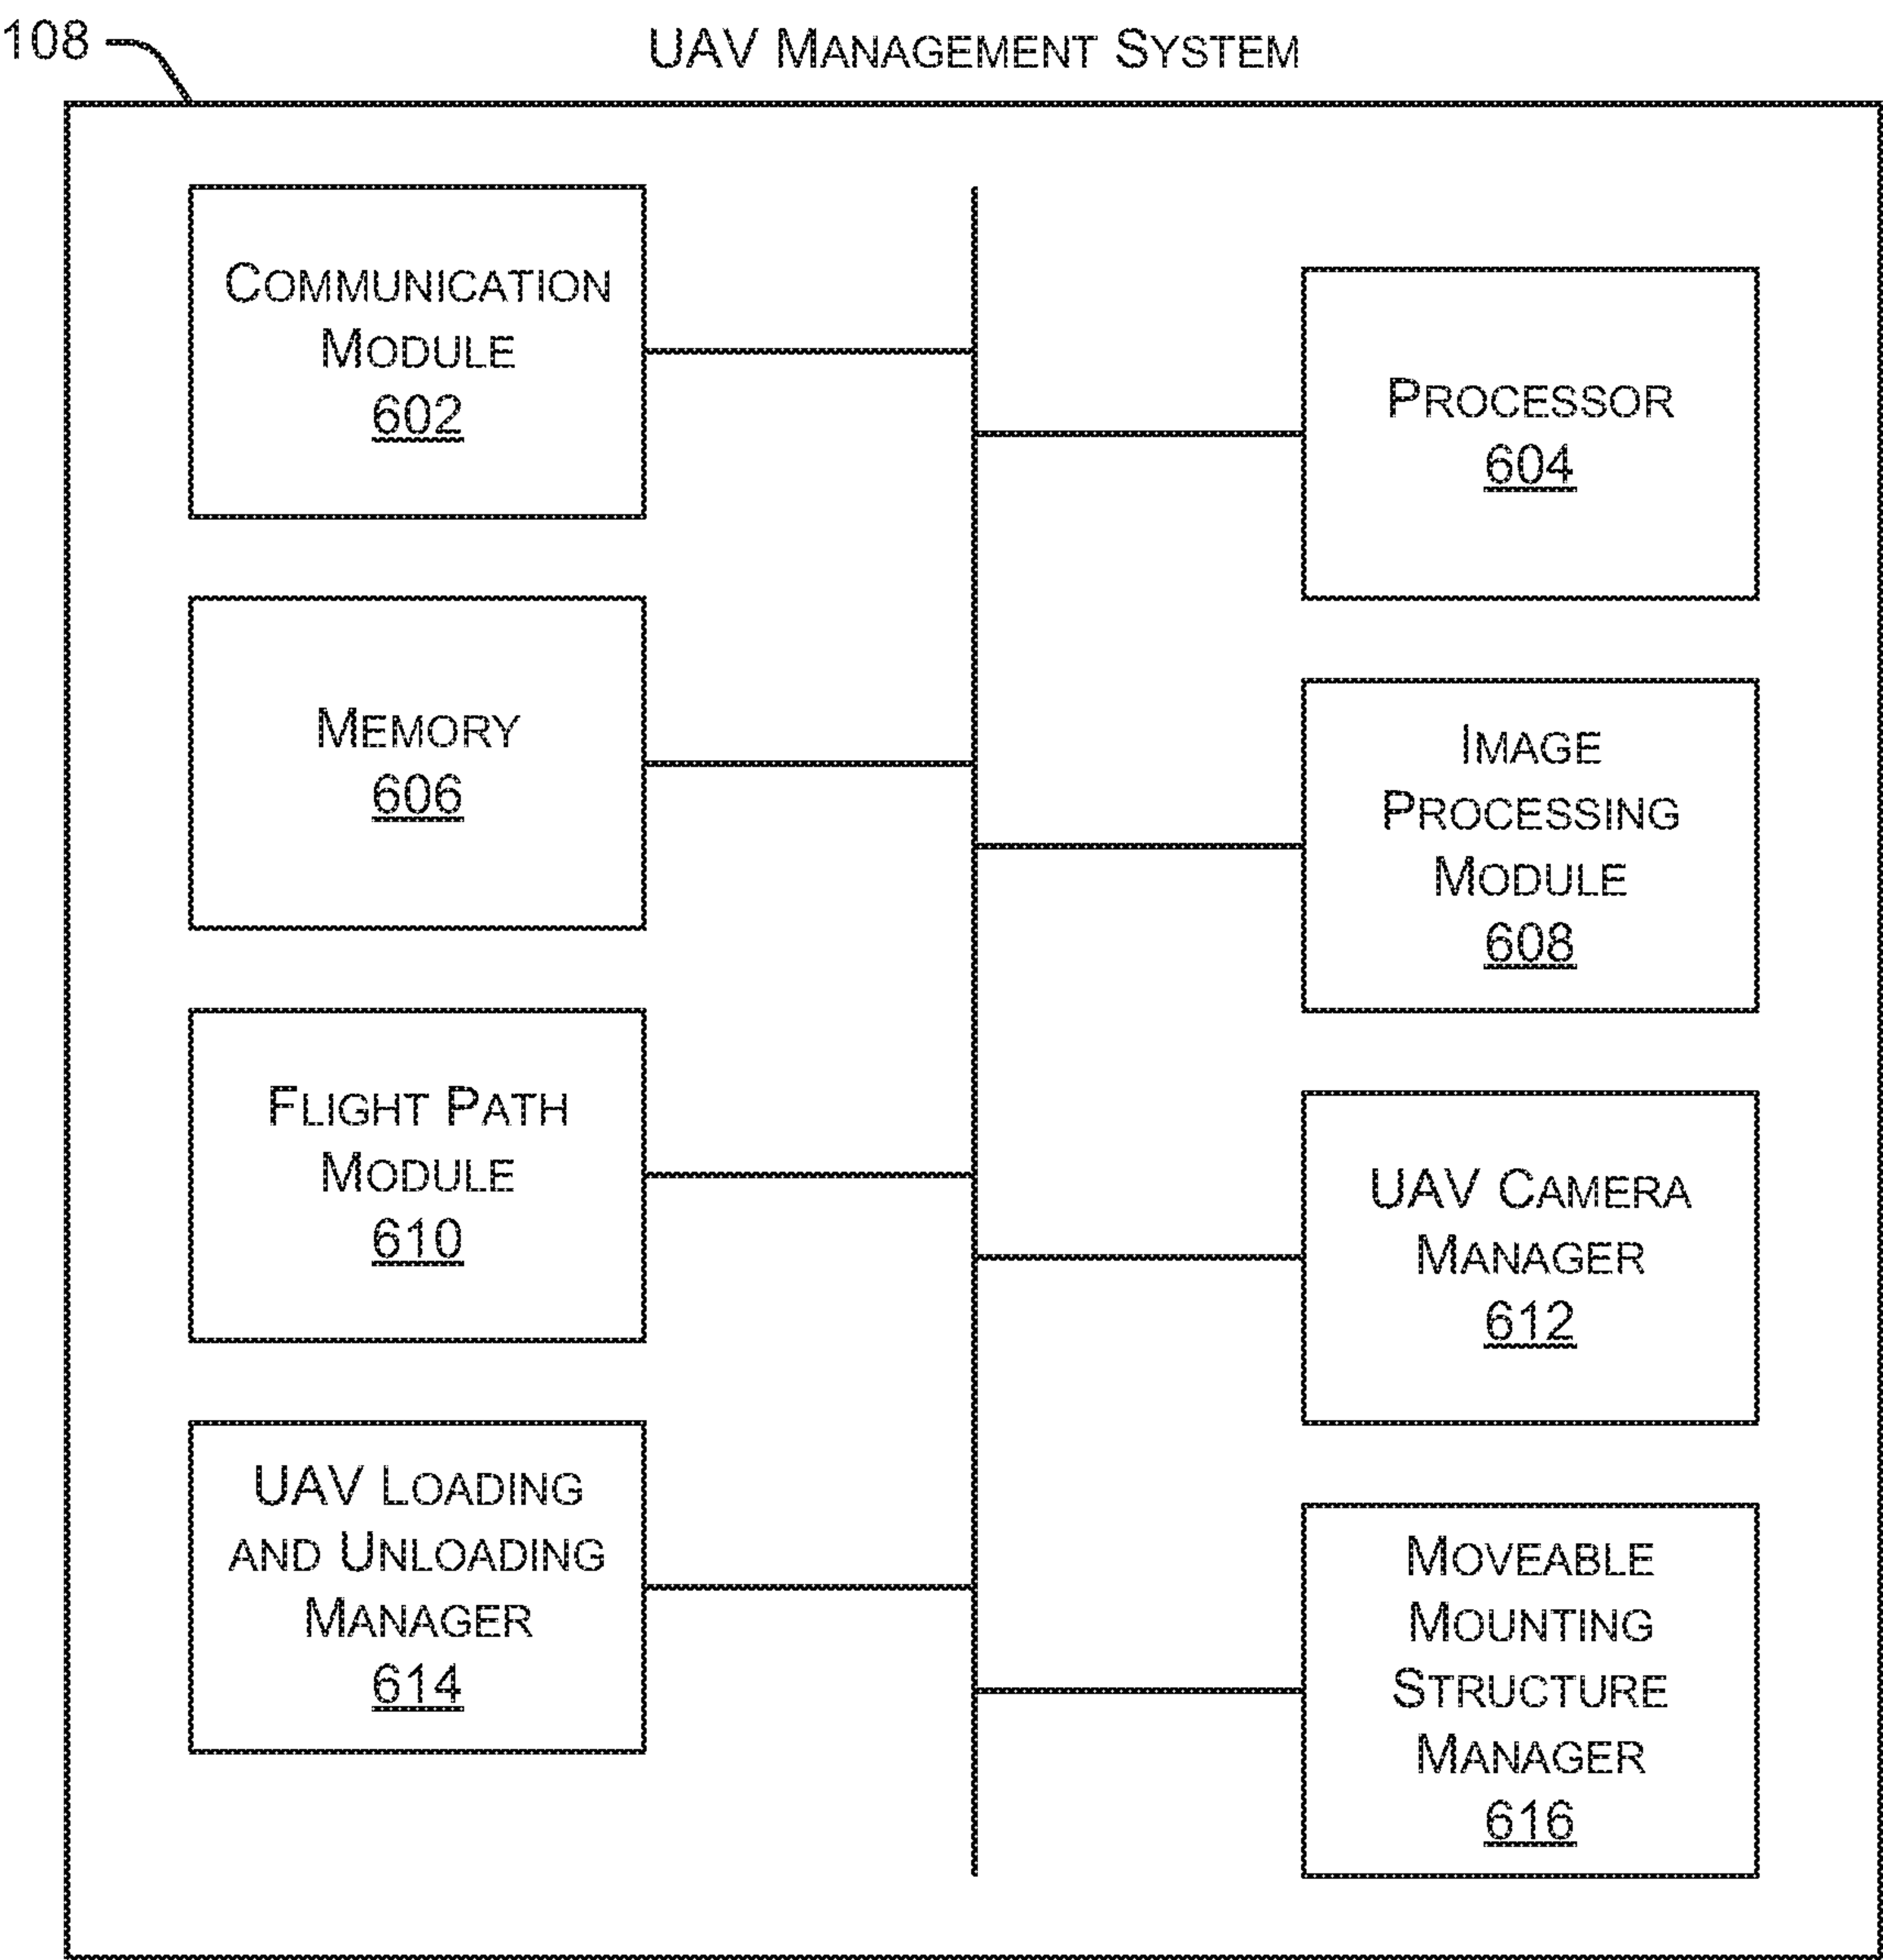 108
UAV MANAGEMENT SYSTEM
COMMUNICATION
MODULE
602
PROCESSOR
604
MEMORY
606
IMAGE
PROCESSING
MODULE
608
FLIGHT PATH
MODULE
610
UAV CAMERA
MANAGER
612
UAV LOADING
AND UNLOADING
MANAGER
614
MOVEABLE
MOUNTING
STRUCTURE
MANAGER
616